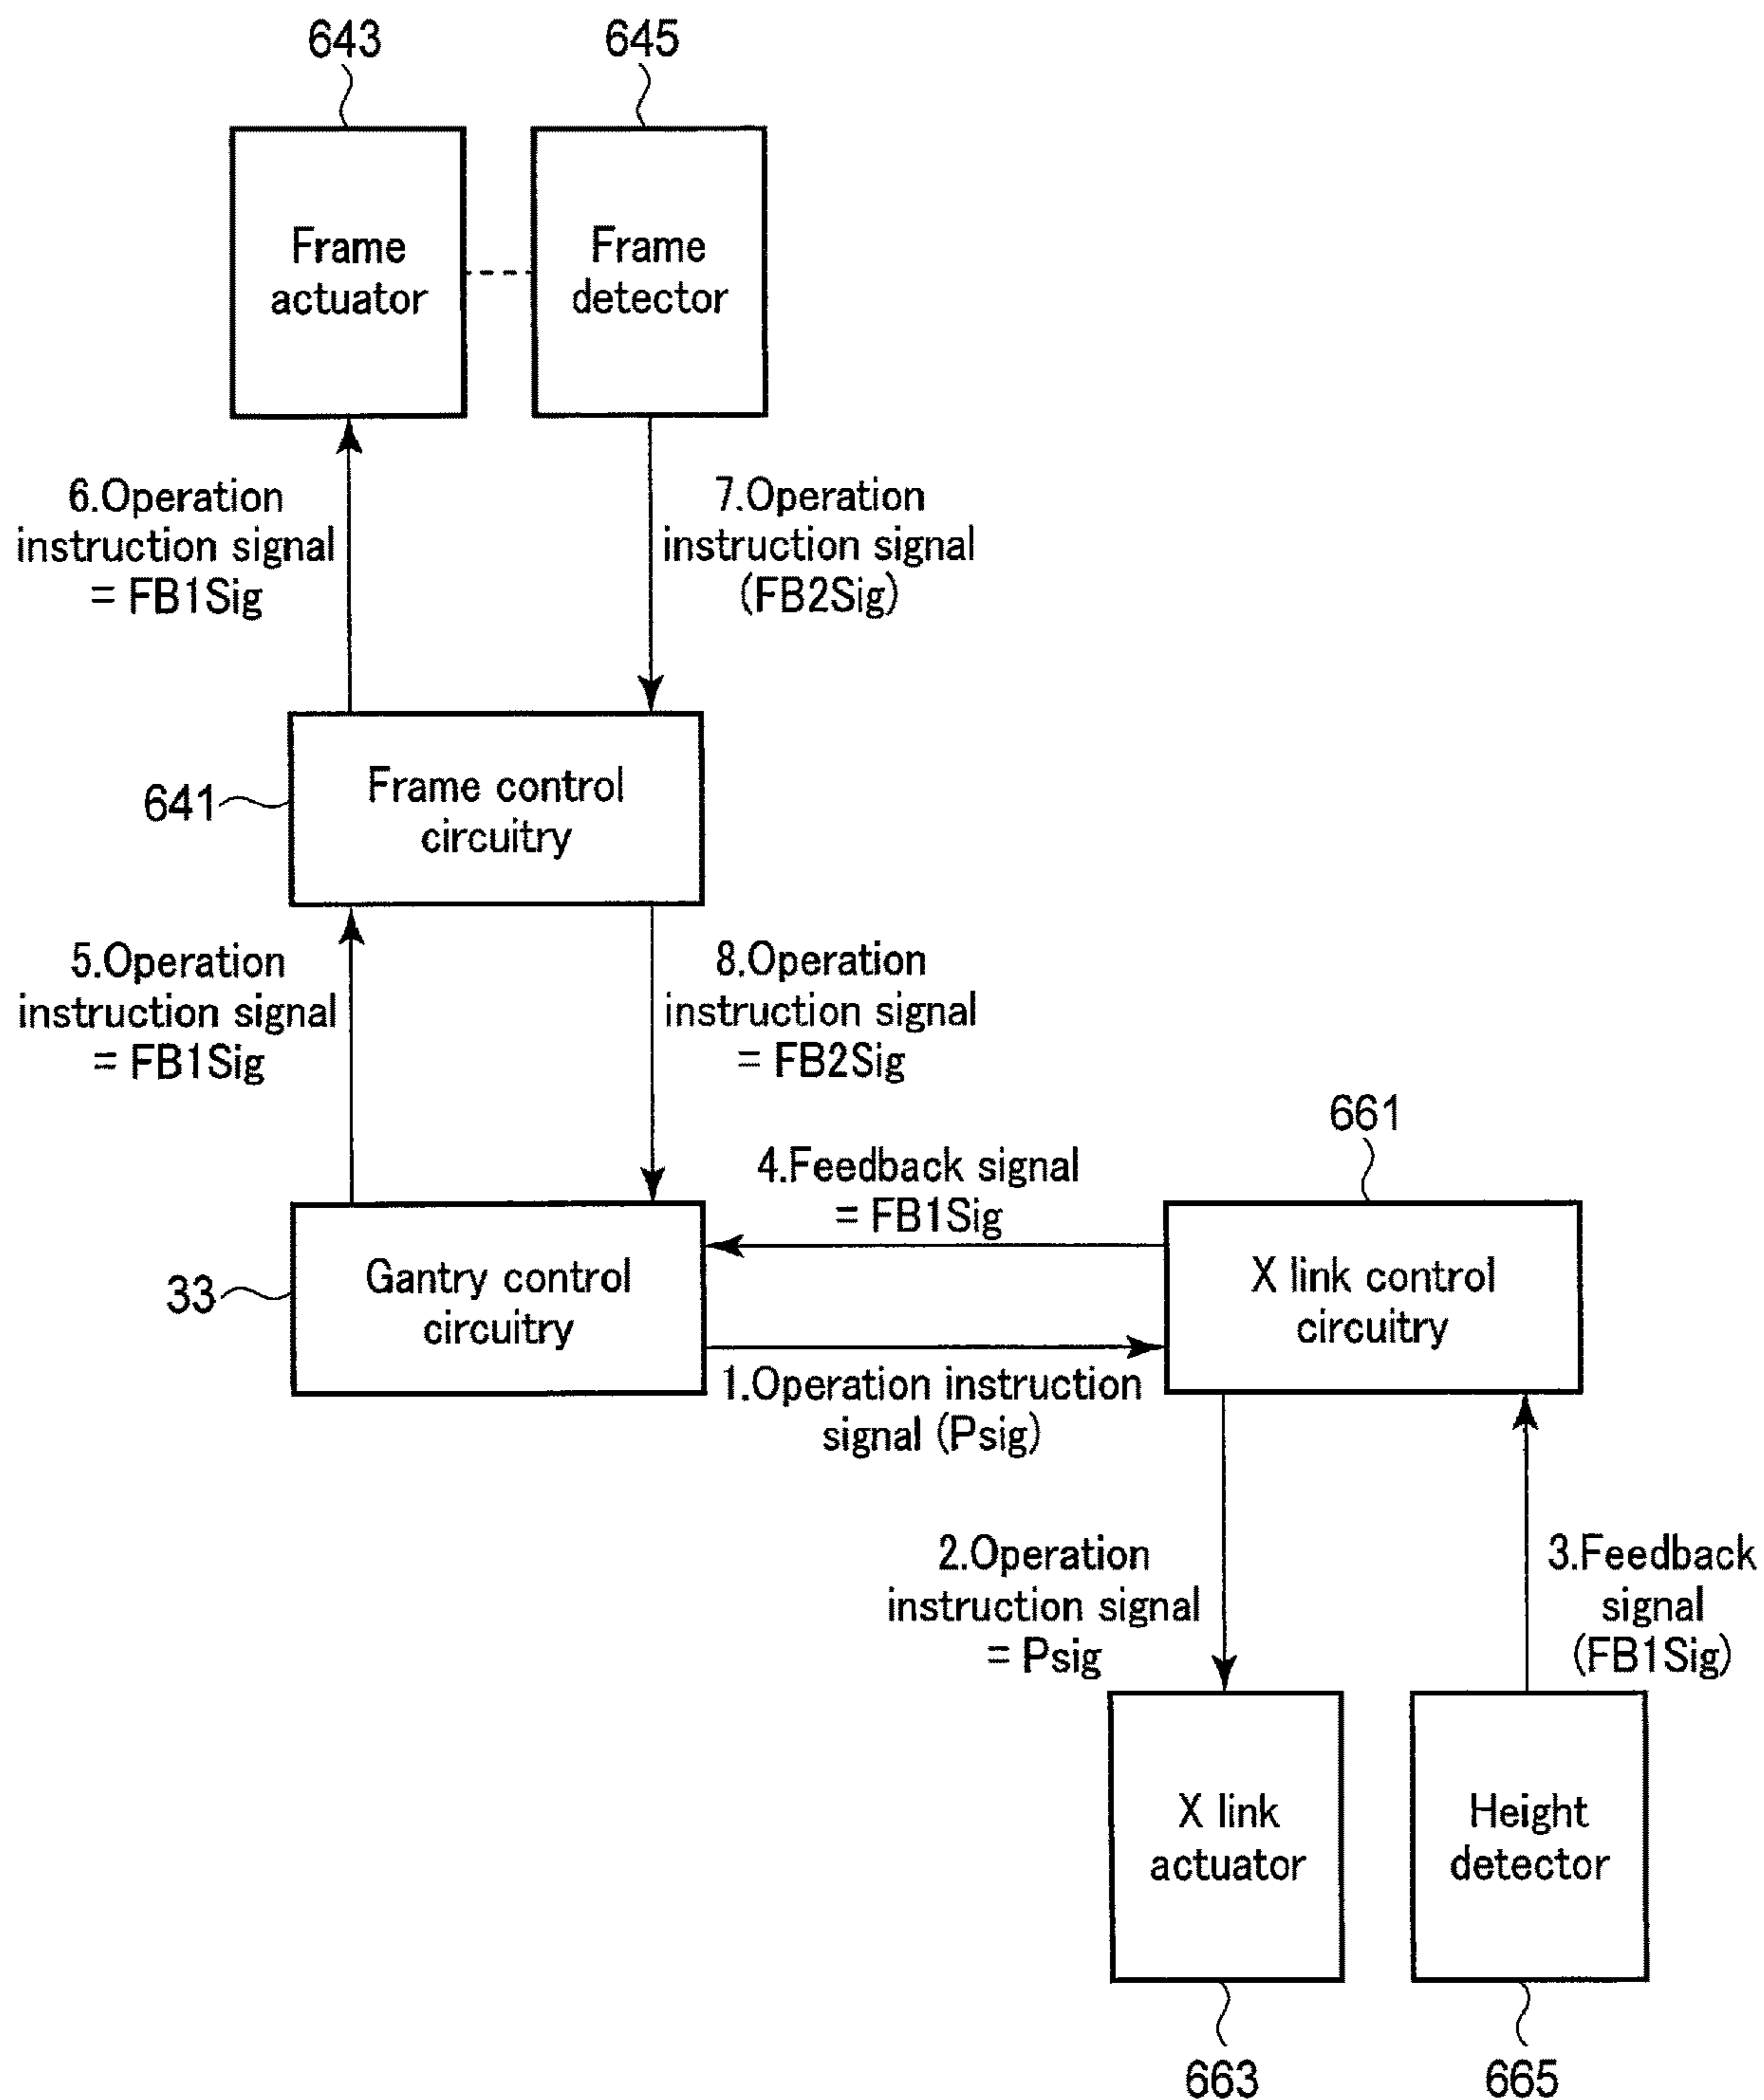 643
645
Frame
actuator
Frame
detector
6.Operation
instruction signal
= FB1Sig
7.Operation
instruction signal
(FB2Sig)
641
Frame control
circuitry
5.Operation
instruction signal
= FB1Sig
8.Operation
instruction signal
= FB2Sig
661
4.Feedback signal
= FB1Sig
33
Gantry control
circuitry
X link control
circuitry
1.Operation instruction
signal (Psig)
2.Operation
instruction signal
= Psig
3.Feedback
signal
(FB1Sig)
X link
actuator
Height
detector
663
665